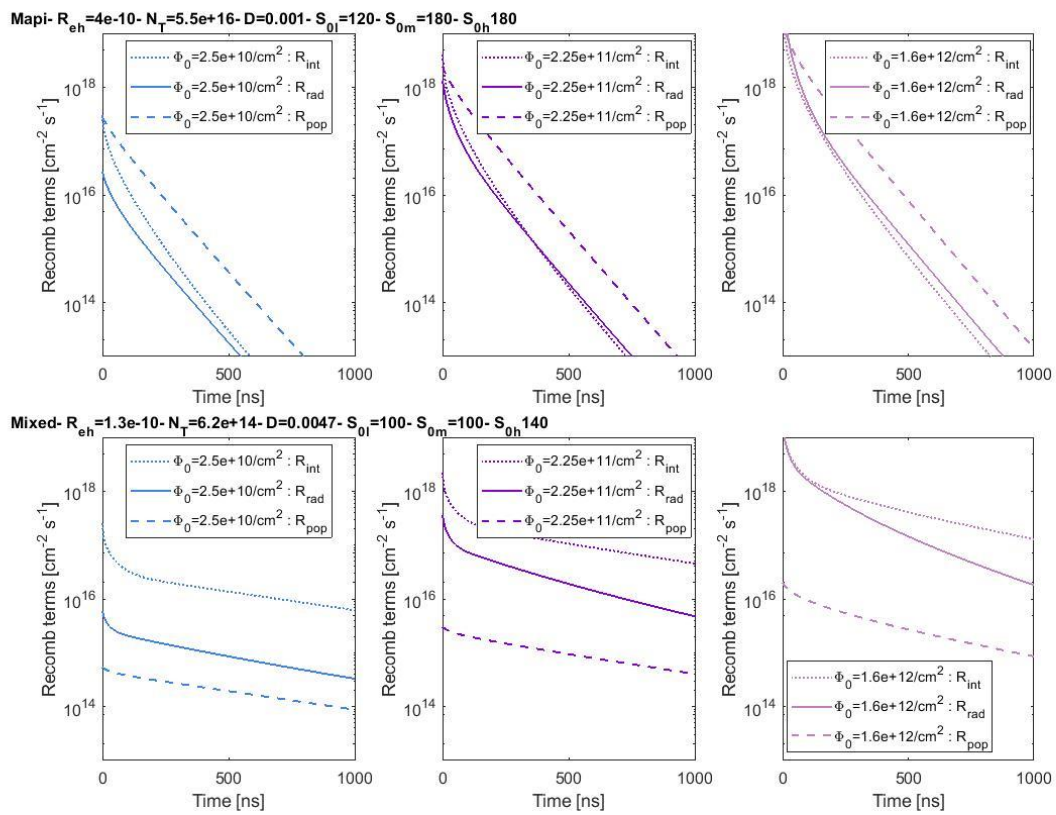 Mapi- R_eh=4e-10- N_T=5.5e+16- D=0.001- S_0l=120- S_0m=180- S_0h180
Φ_0=2.5e+10/cm^2 : R_int
Φ_0=2.5e+10/cm^2 : R_rad
Φ_0=2.5e+10/cm^2 : R_pop
Recomb terms [cm^-2 s^-1]
10^18
10^16
10^14
0
500
1000
Time [ns]
Φ_0=2.25e+11/cm^2 : R_int
Φ_0=2.25e+11/cm^2 : R_rad
Φ_0=2.25e+11/cm^2 : R_pop
Recomb terms [cm^-2 s^-1]
10^18
10^16
10^14
0
500
1000
Time [ns]
Φ_0=1.6e+12/cm^2 : R_int
Φ_0=1.6e+12/cm^2 : R_rad
Φ_0=1.6e+12/cm^2 : R_pop
Recomb terms [cm^-2 s^-1]
10^18
10^16
10^14
0
500
1000
Time [ns]
Mixed- R_eh=1.3e-10- N_T=6.2e+14- D=0.0047- S_0l=100- S_0m=100- S_0h140
Φ_0=2.5e+10/cm^2 : R_int
Φ_0=2.5e+10/cm^2 : R_rad
Φ_0=2.5e+10/cm^2 : R_pop
Recomb terms [cm^-2 s^-1]
10^18
10^16
10^14
0
500
1000
Time [ns]
Φ_0=2.25e+11/cm^2 : R_int
Φ_0=2.25e+11/cm^2 : R_rad
Φ_0=2.25e+11/cm^2 : R_pop
Recomb terms [cm^-2 s^-1]
10^18
10^16
10^14
0
500
1000
Time [ns]
Recomb terms [cm^-2 s^-1]
10^18
10^16
10^14
Φ_0=1.6e+12/cm^2 : R_int
Φ_0=1.6e+12/cm^2 : R_rad
Φ_0=1.6e+12/cm^2 : R_pop
0
500
1000
Time [ns]